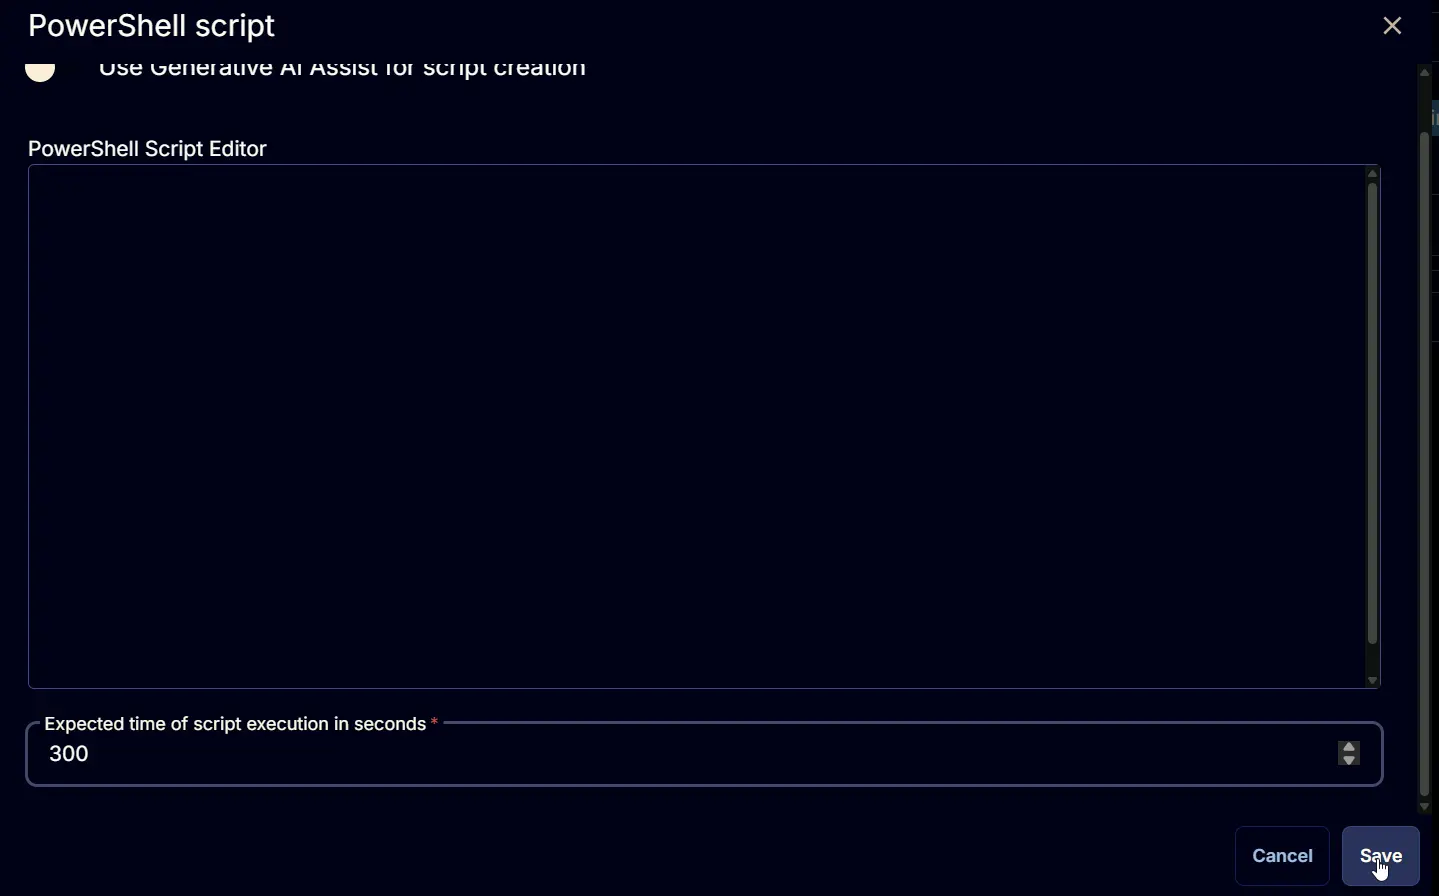 PowerShell script
Use Generative AI Assist for script creation
PowerShell Script Editor
Expected time of script execution in seconds *
300
Cancel
Save